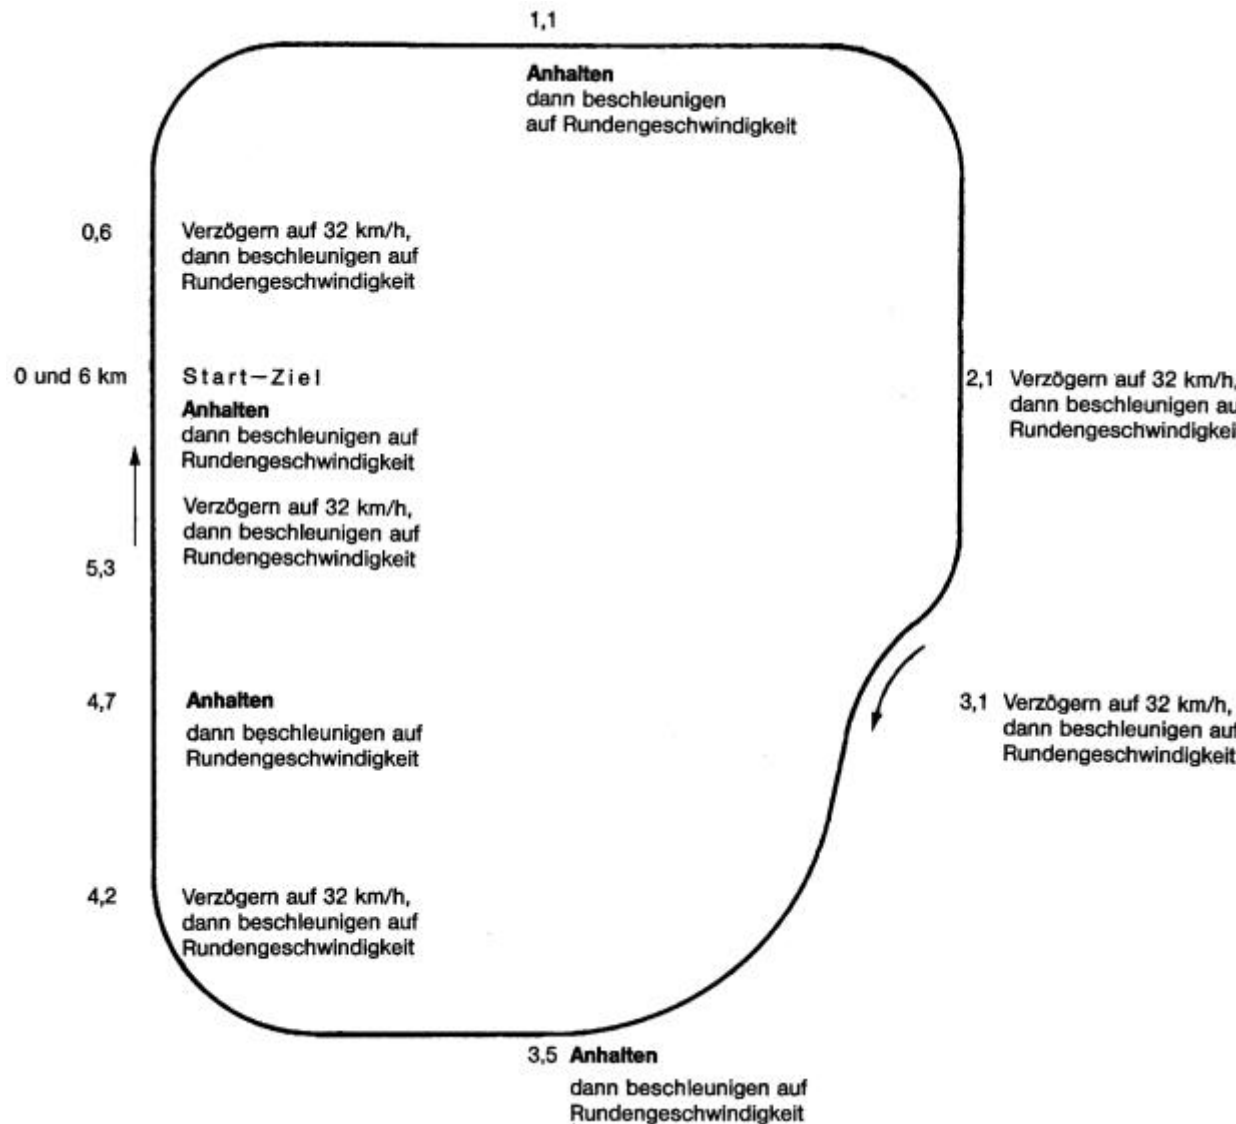 1,1
Anhalten
dann beschleunigen
auf Rundengeschwindigkeit
0,6 Verzögern auf 32 km/h,
dann beschleunigen auf
Rundengeschwindigkeit
0 und 6 km Start–Ziel
Anhalten
dann beschleunigen auf
Rundengeschwindigkeit
2,1 Verzögern auf 32 km/h,
dann beschleunigen au
Rundengeschwindigkei
Verzögern auf 32 km/h,
dann beschleunigen auf
Rundengeschwindigkeit
5,3
4,7 Anhalten
dann beschleunigen auf
Rundengeschwindigkeit
3,1 Verzögern auf 32 km/h,
dann beschleunigen auf
Rundengeschwindigkeit
4,2 Verzögern auf 32 km/h,
dann beschleunigen auf
Rundengeschwindigkeit
3,5 Anhalten
dann beschleunigen auf
Rundengeschwindigkeit